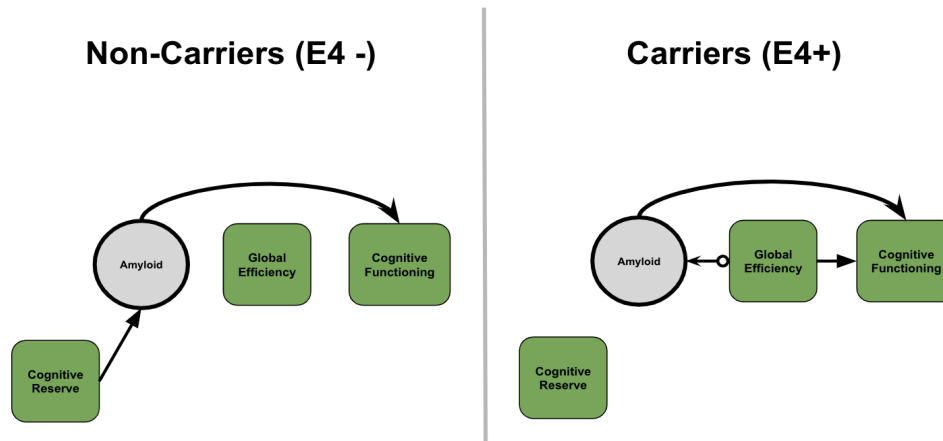 Non-Carriers (E4 -)
Amyloid
Global
Efficiency
Cognitive
Functioning
Cognitive
Reserve
Carriers (E4+)
Amyloid
Global
Efficiency
Cognitive
Functioning
Cognitive
Reserve